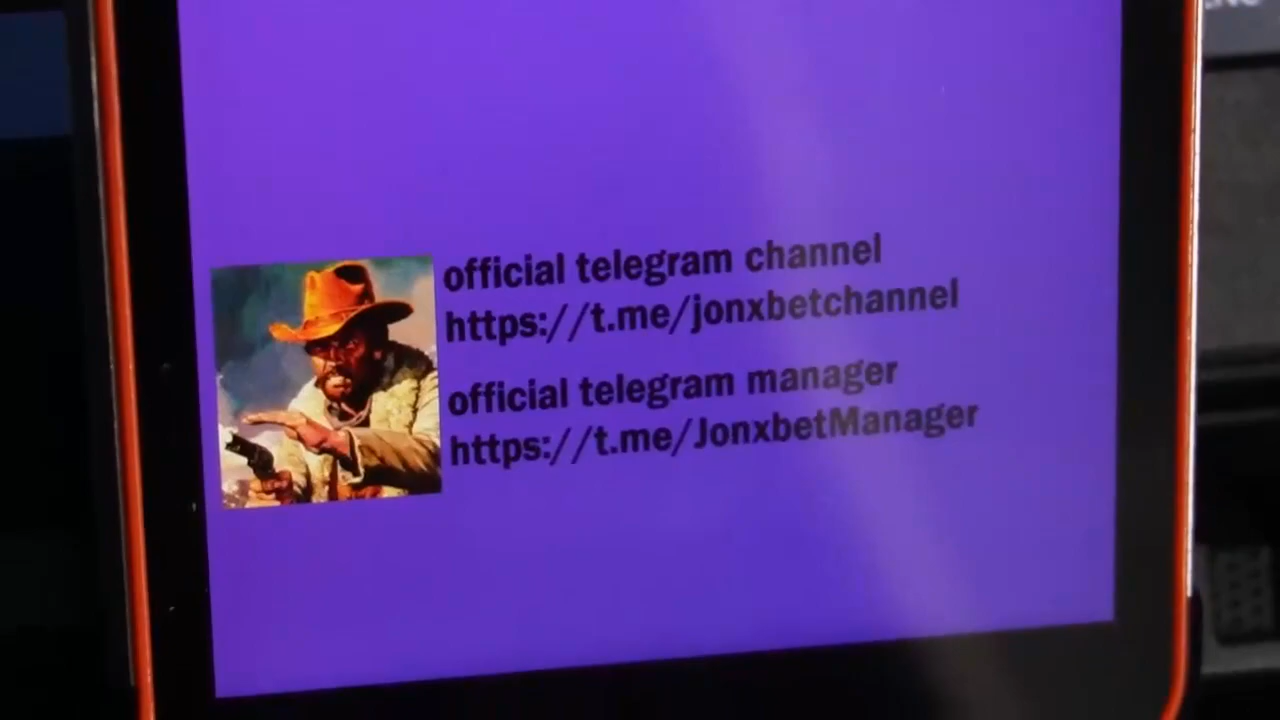 official telegram channel
https://t.me/jonxbetchannel
official telegram manager
https://t.me/JonxbetManager